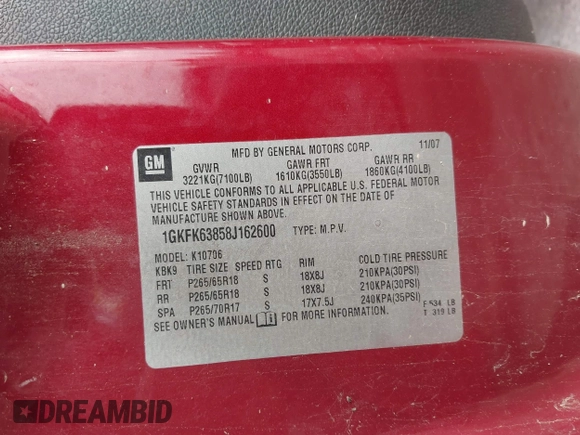 MFD BY GENERAL MOTORS CORP. 11/07
GM GVWR GAWR FRT GAWR RR
3221KG(7100LB) 1610KG(3550LB) 1860KG(4100LB)
THIS VEHICLE CONFORMS TO ALL APPLICABLE U.S. FEDERAL MOTOR
VEHICLE SAFETY STANDARDS IN EFFECT ON THE DATE OF
MANUFACTURE SHOWN ABOVE.
1GKFK63858J162600 TYPE: M.P.V.
MODEL: K10706
KBK9 TIRE SIZE SPEED RTG RIM COLD TIRE PRESSURE
FRT P265/65R18 S 18X8J 210KPA(30PSI)
RR P265/65R18 S 18X8J 210KPA(30PSI)
SPA P265/70R17 S 17X7.5J 240KPA(35PSI)
SEE OWNER'S MANUAL FOR MORE INFORMATION.
F 534 LB
T 319 LB
DREAMBID